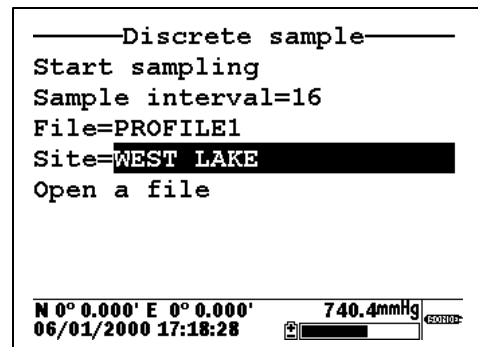 Discrete sample
Start sampling
Sample interval=16
File=PROFILE1
Site=WEST LAKE
Open a file
N 0° 0.000' E 0° 0.000' 740.4mmHg
06/01/2000 17:18:28